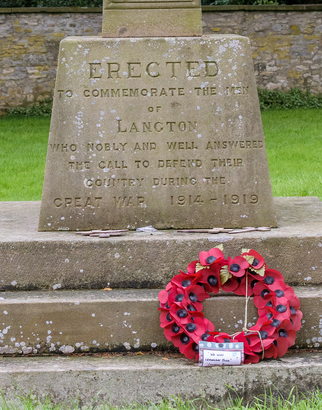 ERECTED
TO COMMEMORATE THE MEN
OF
LANGTON
WHO NOBLY AND WELL ANSWERED
THE CALL TO DEFEND THEIR
COUNTRY DURING THE
GREAT WAR 1914-1919